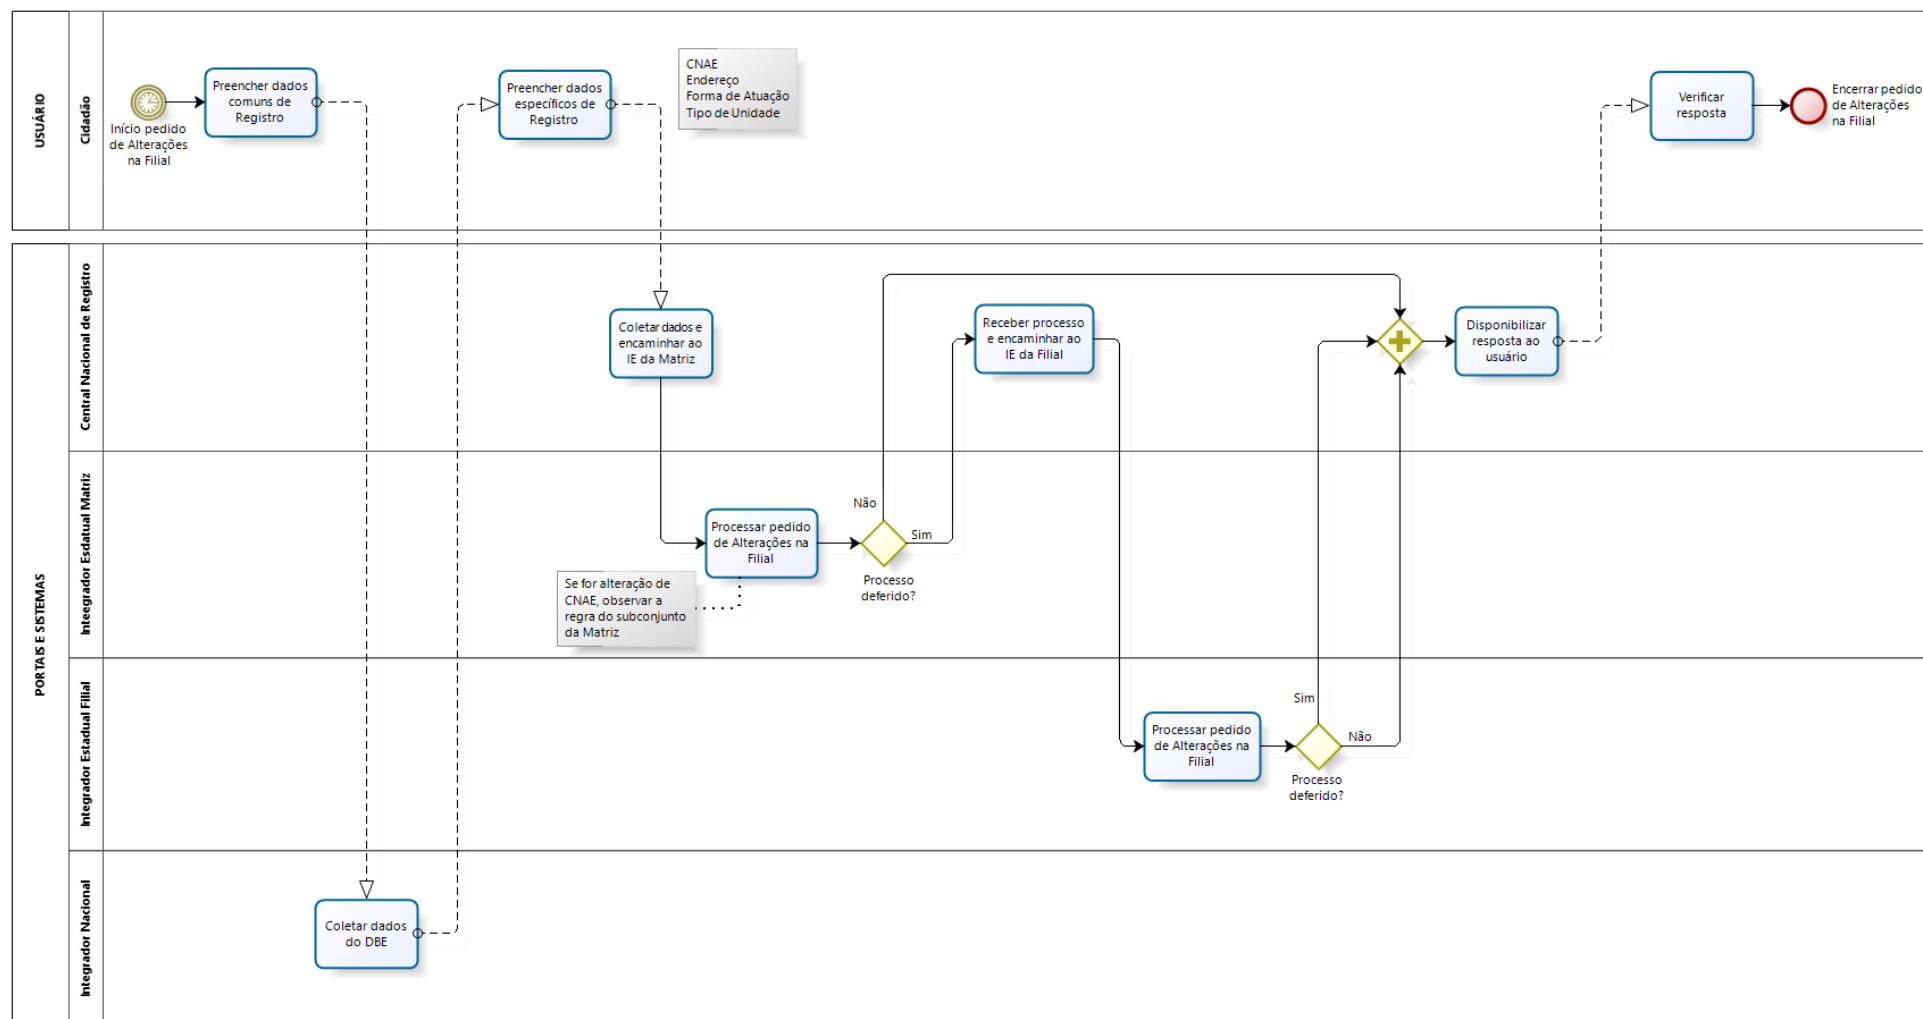 USUÁRIO
Cidadão
Início pedido
de Alterações
na Filial
Preencher dados
comuns de
Registro
Preencher dados
específicos de
Registro
CNAE
Endereço
Forma de Atuação
Tipo de Unidade
Verificar
resposta
Encerrar pedido
de Alterações
na Filial
PORTAIS E SISTEMAS
Central Nacional de Registro
Coletar dados e
encaminhar ao
IE da Matriz
Receber processo
e encaminhar ao
IE da Filial
Disponibilizar
resposta ao
usuário
Inteegrador Esdatual Matriz
Processar pedido
de Alterações na
Filial
Não
Sim
Processo
deferido?
Se for alteração de
CNAE, observar a
regra do subconjunto
da Matriz
Integrador Estadual Filial
Processar pedido
de Alterações na
Filial
Sim
Não
Processo
deferido?
Integrador Nacional
Coletar dados
do DBE